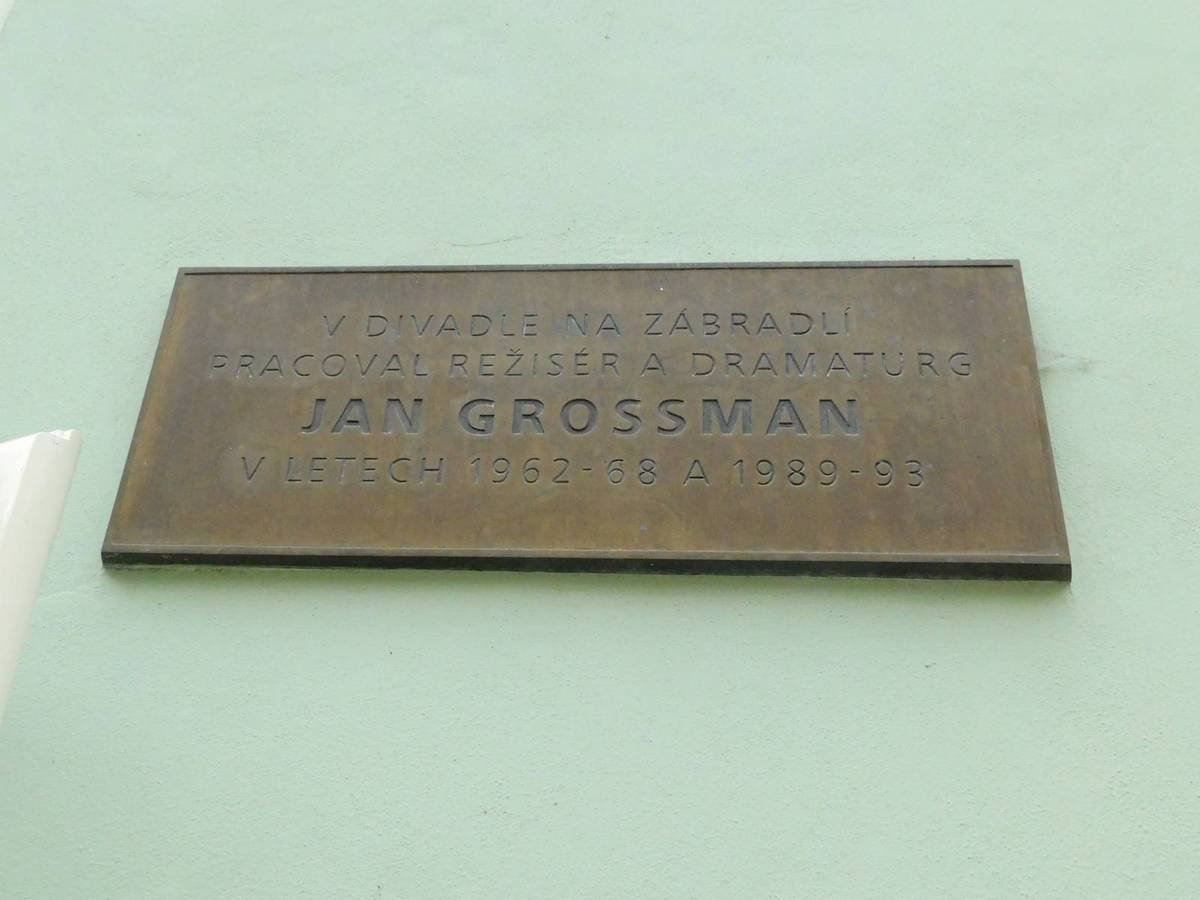 V DIVADLE NA ZÁBRADLÍ
PRACOVAL REŽISÉR A DRAMATURG
JAN GROSSMAN
V LETECH 1962-68 A 1989-93